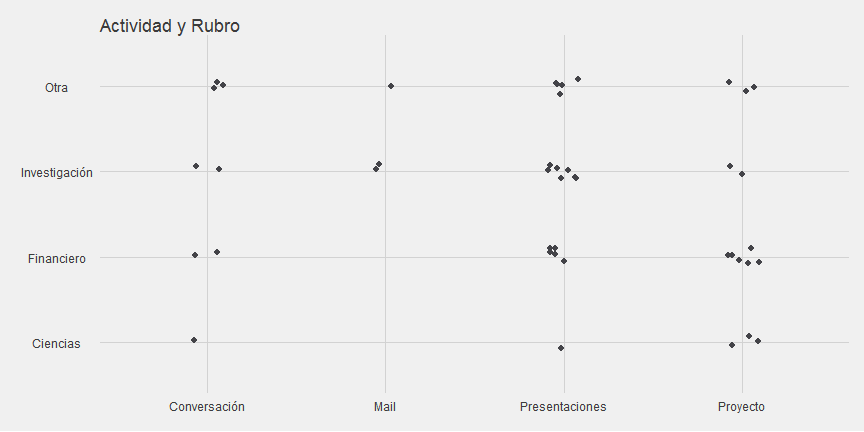 Actividad y Rubro
Otra
Investigación
Financiero
Ciencias
Conversación Mail Presentaciones Proyecto